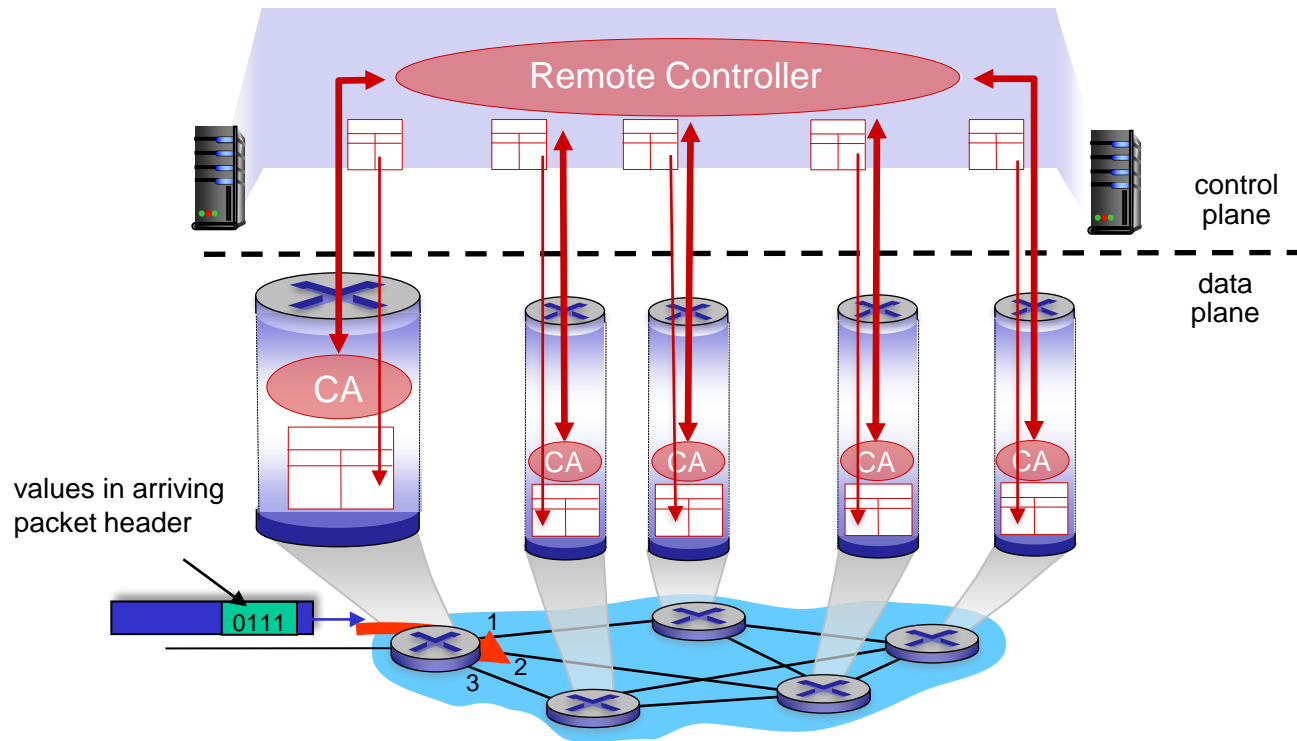 Remote Controller
control
plane
data
plane
CA
CA
CA
CA
CA
values in arriving
packet header
0111
1
2
3